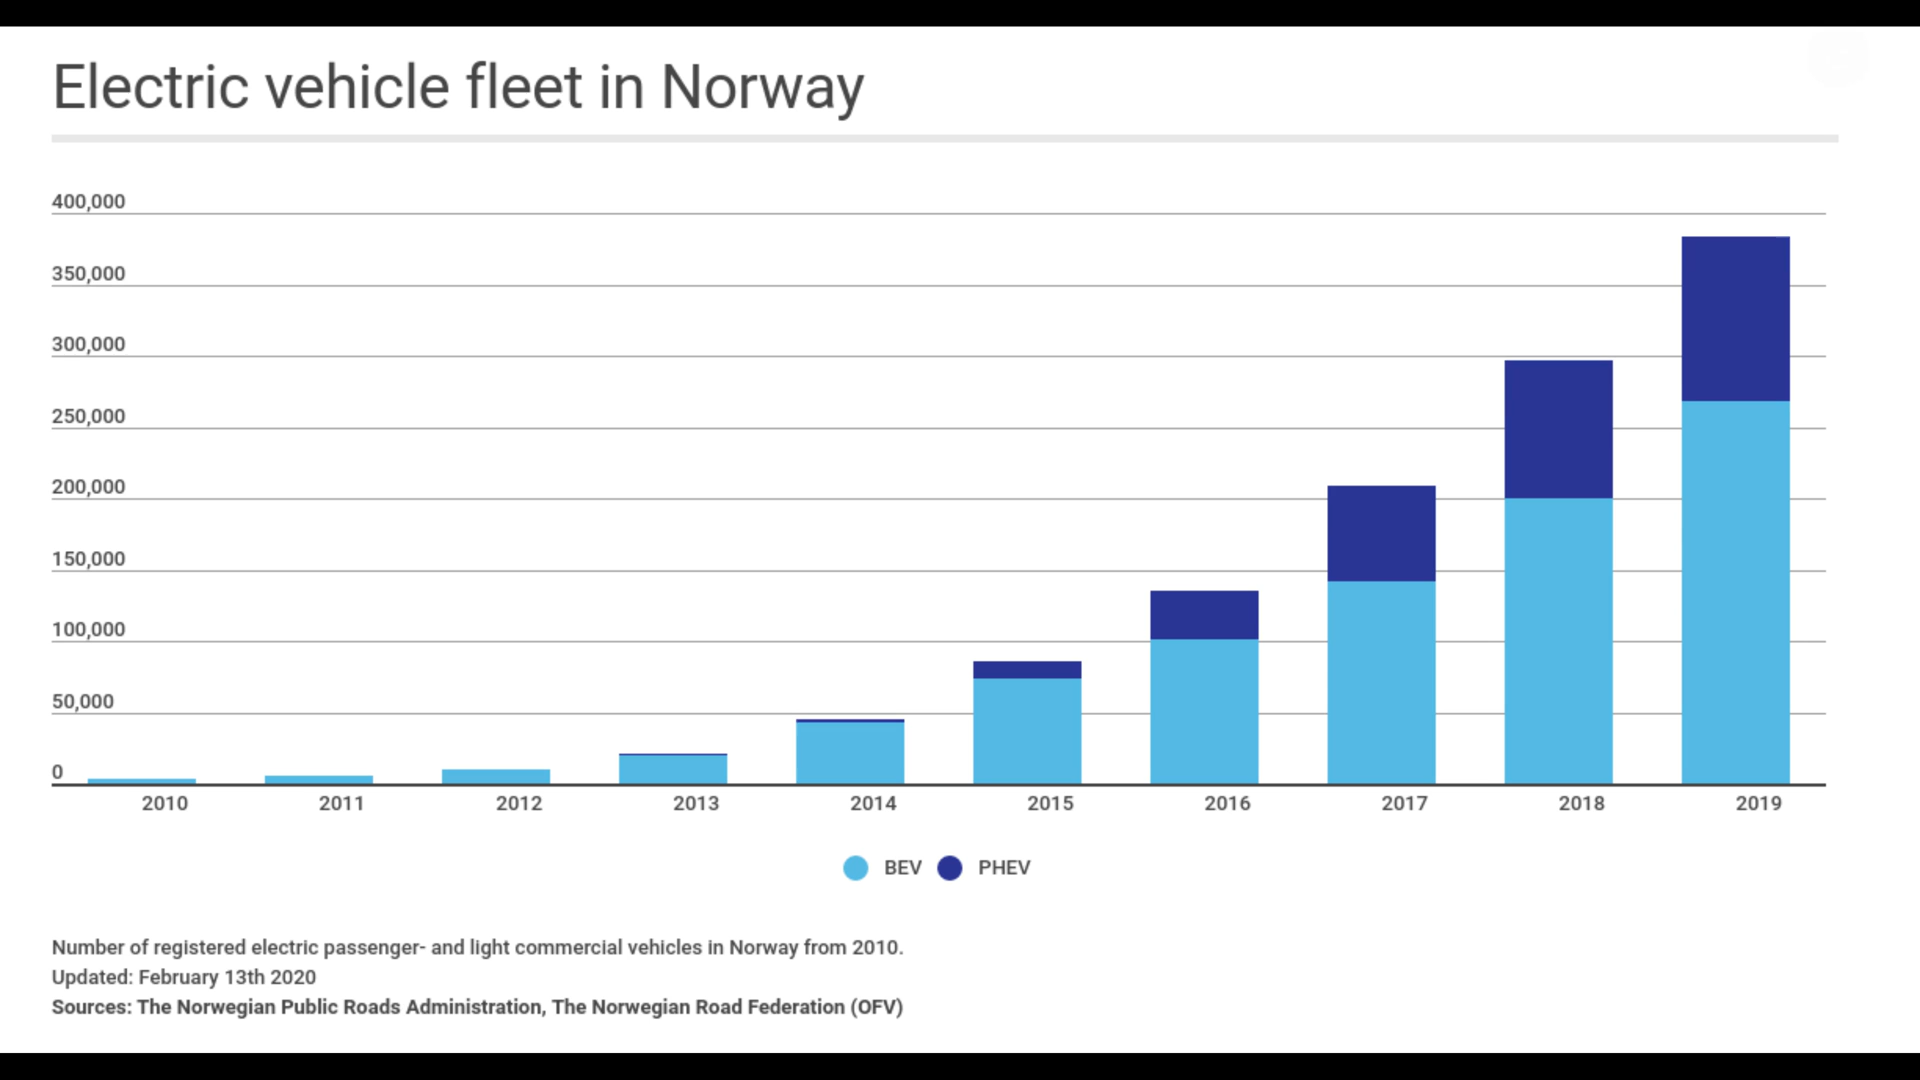 Electric vehicle fleet in Norway
400,000
350,000
300,000
250,000
200,000
150,000
100,000
50,000
0
2010 2011 2012 2013 2014 2015 2016 2017 2018 2019
BEV PHEV
Number of registered electric passenger- and light commercial vehicles in Norway from 2010.
Updated: February 13th 2020
Sources: The Norwegian Public Roads Administration, The Norwegian Road Federation (OFV)